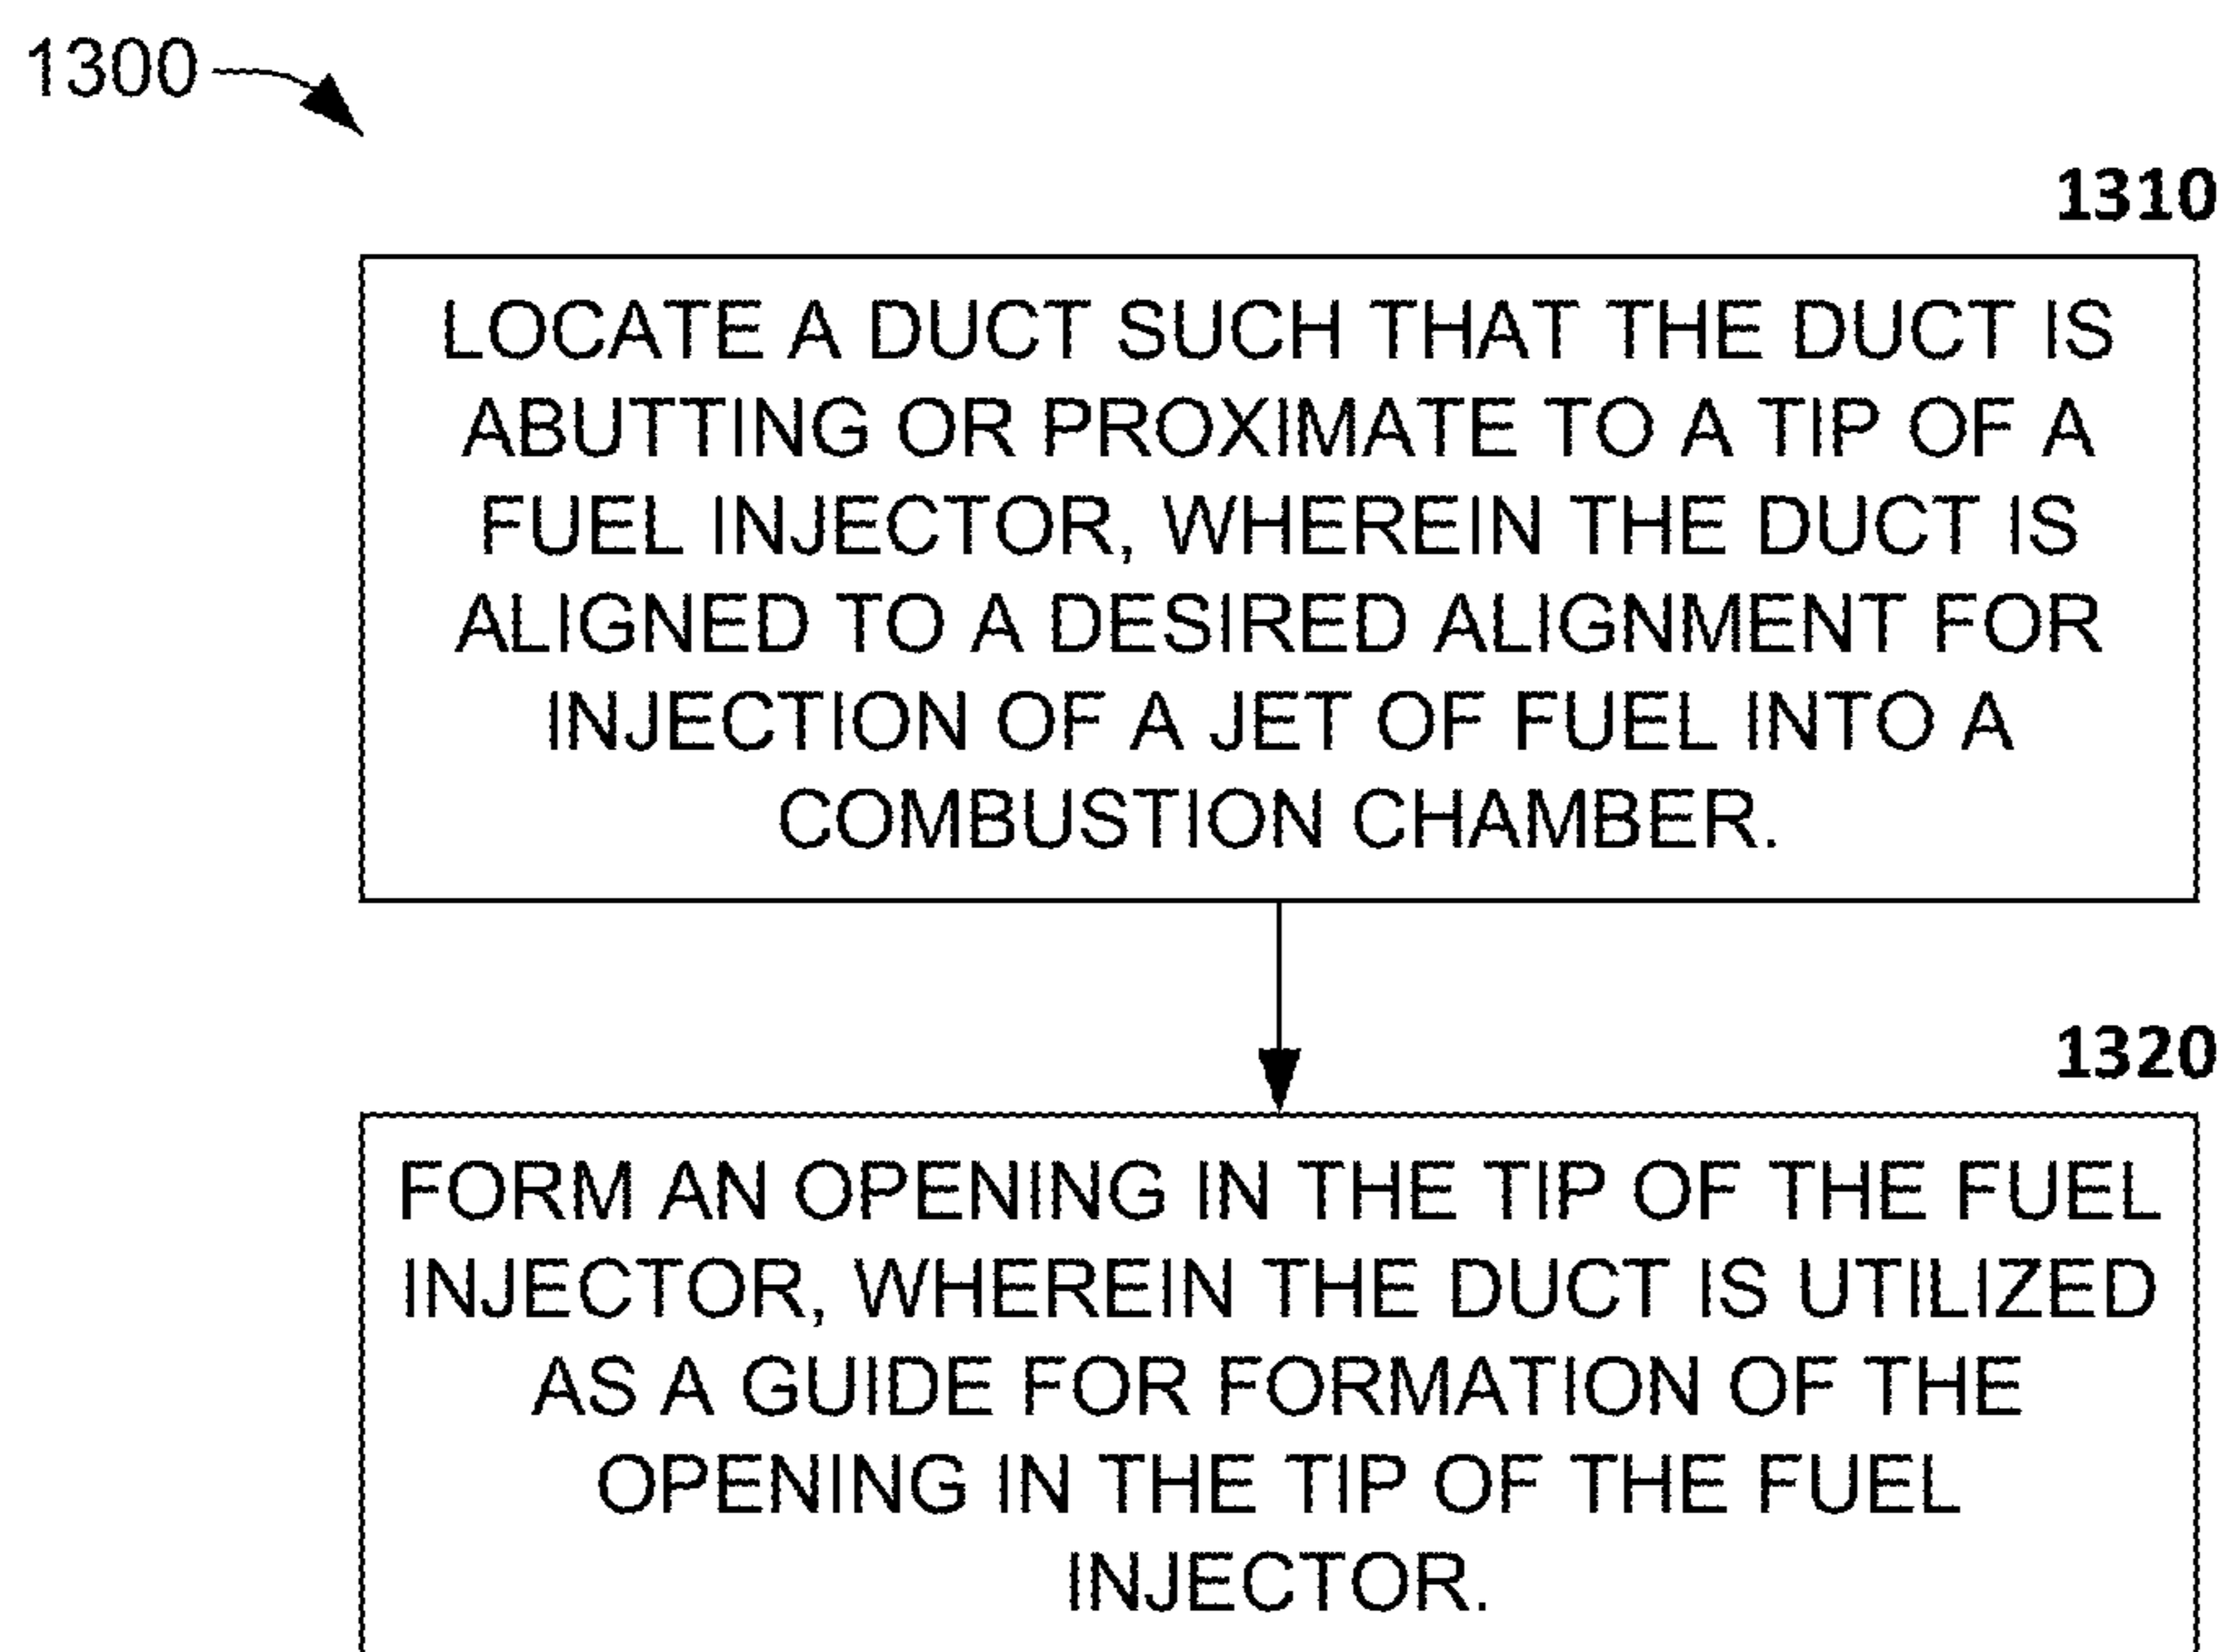 1300
1310
LOCATE A DUCT SUCH THAT THE DUCT IS
ABUTTING OR PROXIMATE TO A TIP OF A
FUEL INJECTOR, WHEREIN THE DUCT IS
ALIGNED TO A DESIRED ALIGNMENT FOR
INJECTION OF A JET OF FUEL INTO A
COMBUSTION CHAMBER.
1320
FORM AN OPENING IN THE TIP OF THE FUEL
INJECTOR, WHEREIN THE DUCT IS UTILIZED
AS A GUIDE FOR FORMATION OF THE
OPENING IN THE TIP OF THE FUEL
INJECTOR.